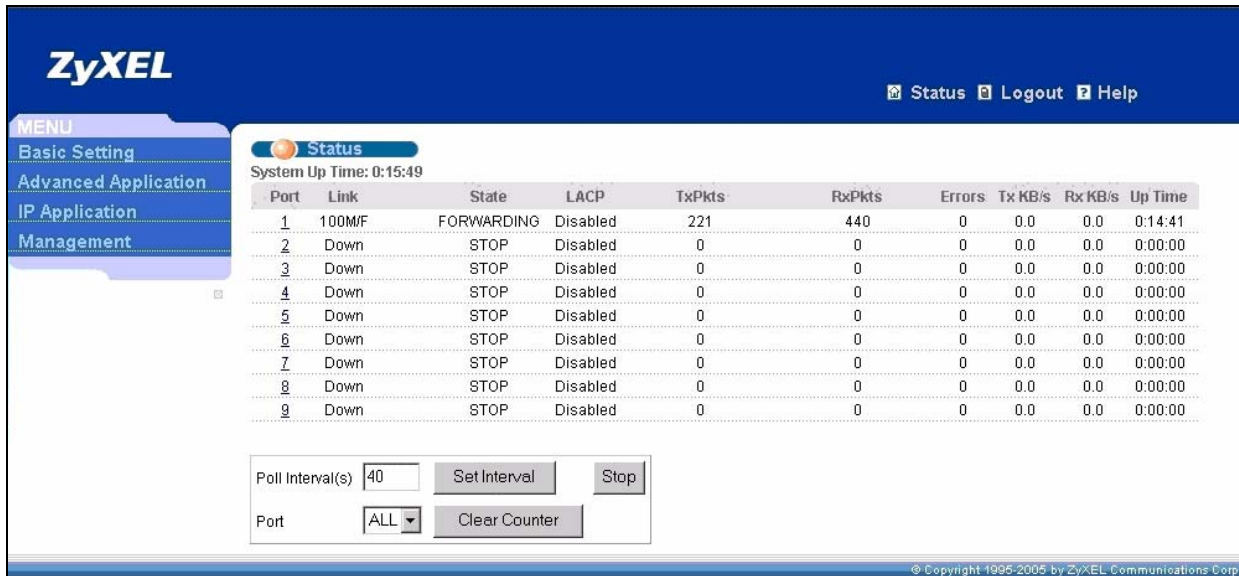 ZyXEL
Status Logout Help
MENU
Basic Setting
Advanced Application
IP Application
Management
Status
System Up Time: 0:15:49
Port Link State LACP TxPkts RxPkts Errors Tx KB/s Rx KB/s Up Time
1 100M/F FORWARDING Disabled 221 440 0 0.0 0.0 0:14:41
2 Down STOP Disabled 0 0 0 0.0 0.0 0:00:00
3 Down STOP Disabled 0 0 0 0.0 0.0 0:00:00
4 Down STOP Disabled 0 0 0 0.0 0.0 0:00:00
5 Down STOP Disabled 0 0 0 0.0 0.0 0:00:00
6 Down STOP Disabled 0 0 0 0.0 0.0 0:00:00
7 Down STOP Disabled 0 0 0 0.0 0.0 0:00:00
8 Down STOP Disabled 0 0 0 0.0 0.0 0:00:00
9 Down STOP Disabled 0 0 0 0.0 0.0 0:00:00
Poll Interval(s) 40 Set Interval Stop
Port ALL Clear Counter
© Copyright 1995-2005 by ZyXEL Communications Corp